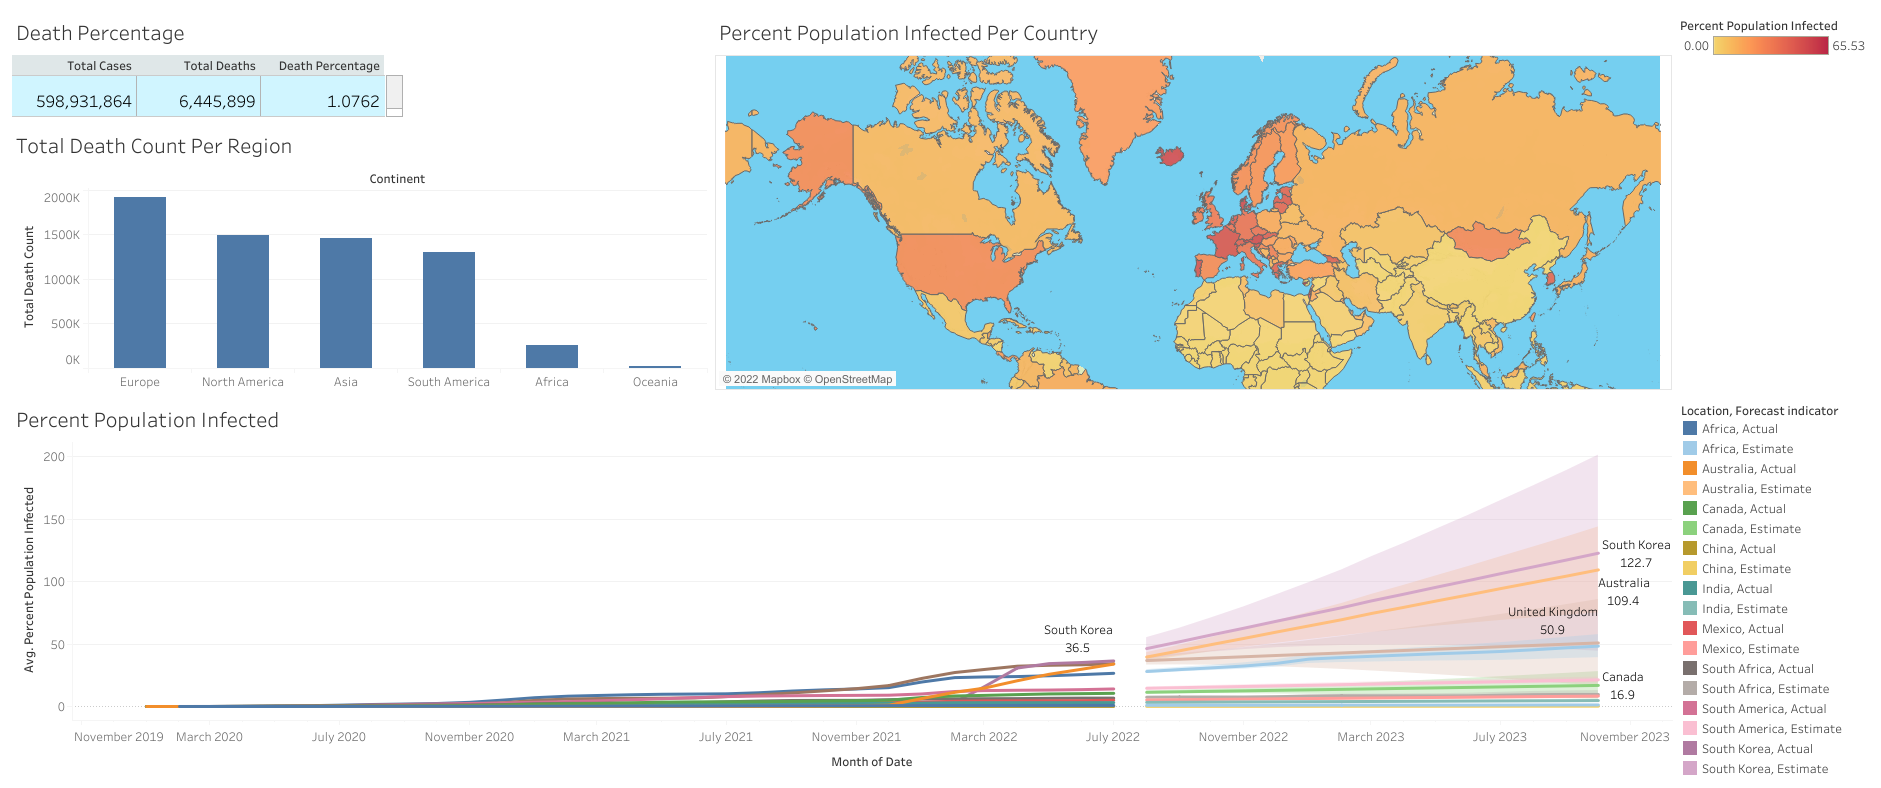 Death Percentage
Total Cases Total Deaths Death Percentage
598,931,864 6,445,899 1.0762
Total Death Count Per Region
Continent
Total Death Count
2000K
1500K
1000K
500K
0K
Europe North America Asia South America Africa Oceania
Percent Population Infected Per Country
© 2022 Mapbox © OpenStreetMap
Percent Population Infected
0.00 65.53
Percent Population Infected
Avg. Percent Population Infected
200
150
100
50
0
South Korea
36.5
South Korea
122.7
Australia
109.4
United Kingdom
50.9
Canada
16.9
November 2019 March 2020 July 2020 November 2020 March 2021 July 2021 November 2021 March 2022 July 2022 November 2022 March 2023 July 2023 November 2023
Month of Date
Location, Forecast indicator
Africa, Actual
Africa, Estimate
Australia, Actual
Australia, Estimate
Canada, Actual
Canada, Estimate
China, Actual
China, Estimate
India, Actual
India, Estimate
Mexico, Actual
Mexico, Estimate
South Africa, Actual
South Africa, Estimate
South America, Actual
South America, Estimate
South Korea, Actual
South Korea, Estimate